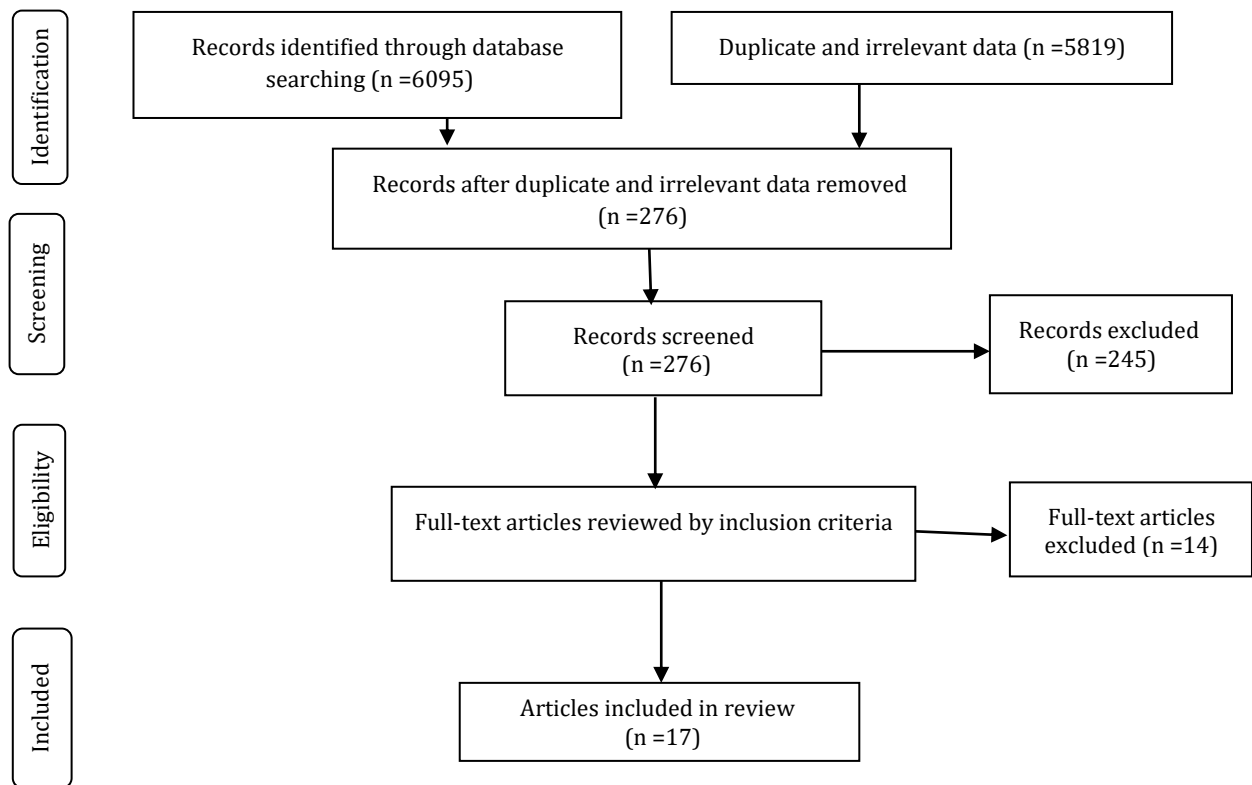 Identification
Records identified through database
searching (n =6095)
Duplicate and irrelevant data (n =5819)
Records after duplicate and irrelevant data removed
(n =276)
Screening
Records screened
(n =276)
Records excluded
(n =245)
Eligibility
Full-text articles reviewed by inclusion criteria
Full-text articles
excluded (n =14)
Included
Articles included in review
(n =17)